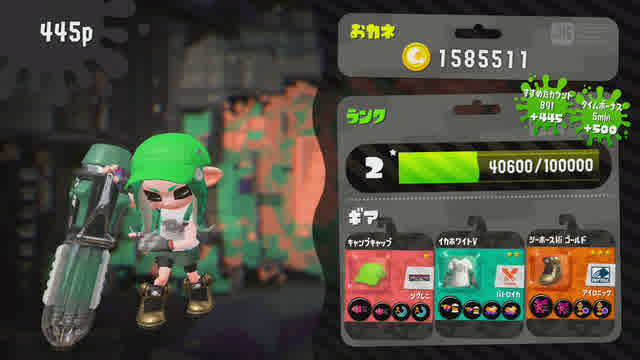 445p
おカネ
1585511
ランク
すすめたカウント
891
+445
タイムボーナス
5min
+500
2
40600/100000
ギア
キャンプキャップ
イカホワイトV
シーホースHi ゴールド
ジグレニ
バトロイカ
アイロニック